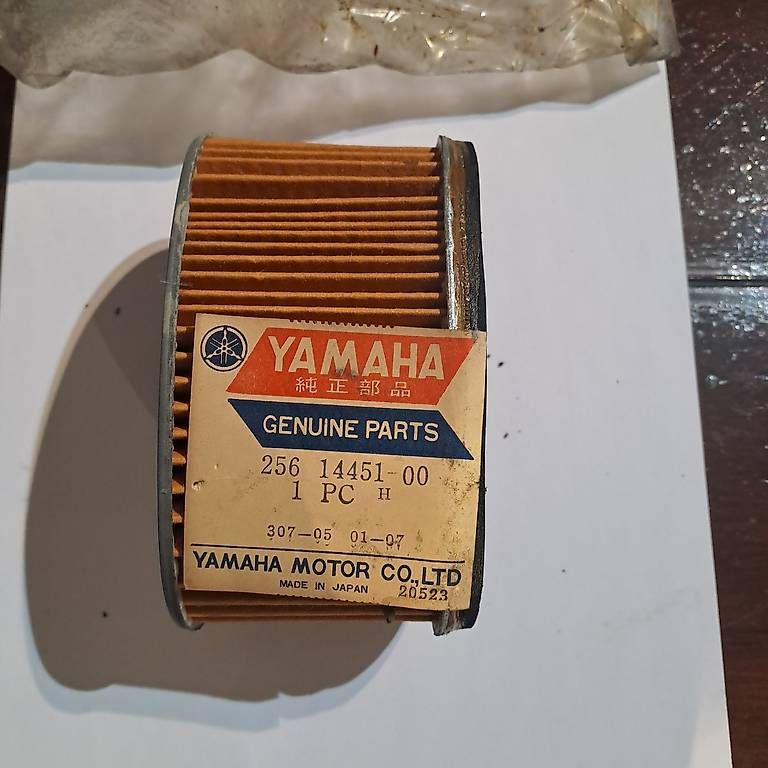 YAMAHA
純正部品
GENUINE PARTS
256 14451-00
1 PC H
307-05 01-07
YAMAHA MOTOR CO.,LTD
MADE IN JAPAN 20523